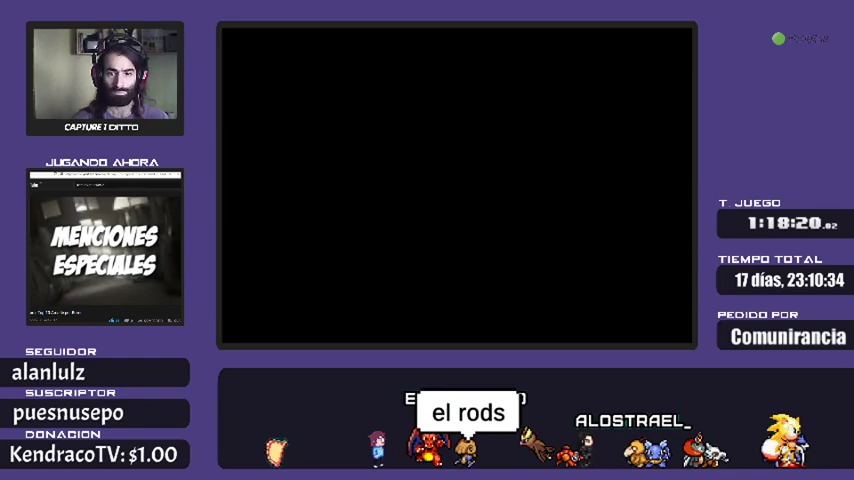 CAPTURE 1 DITTO
JUGANDO AHORA
MENCIONES
ESPECIALES
SEGUIDOR
alanlulz
SUSCRIPTOR
puesnusepo
DONACION
KendracoTV: $1.00
el rods
ALOSTRAEL_
T. JUEGO
1:18:20.02
TIEMPO TOTAL
17 días, 23:10:34
PEDIDO POR
Comunirancia